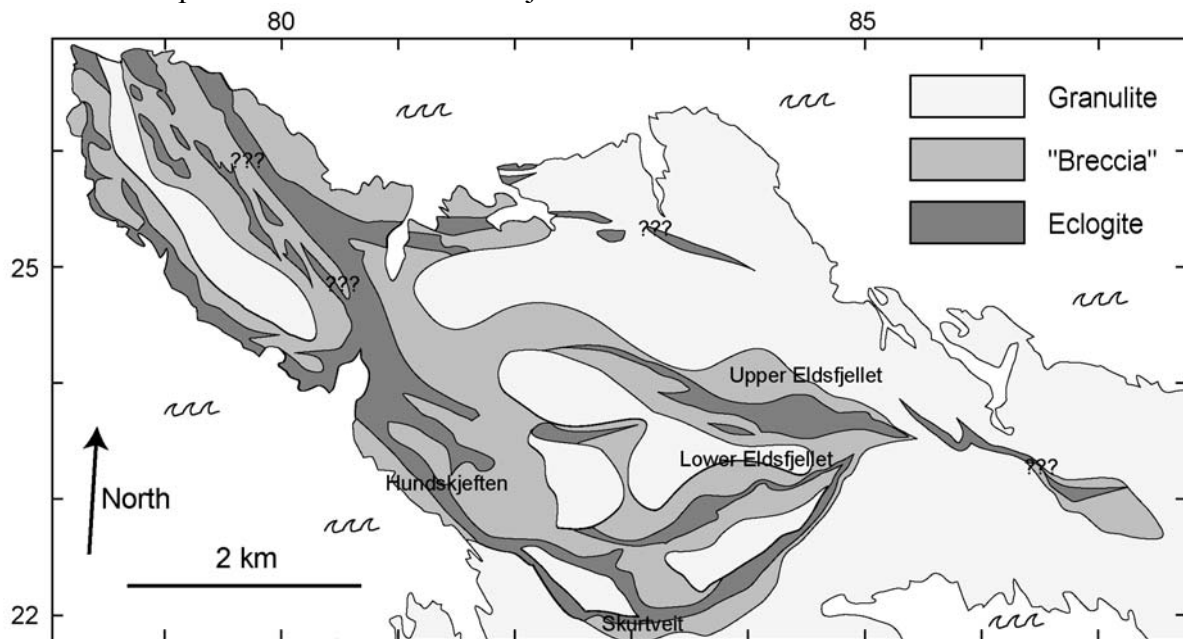 80
85
Granulite
"Breccia"
Eclogite
???
???
25
???
Upper Eldsfjellet
Lower Eldsfjellet
???
Hundskjeften
North
2 km
22
Skurtveit